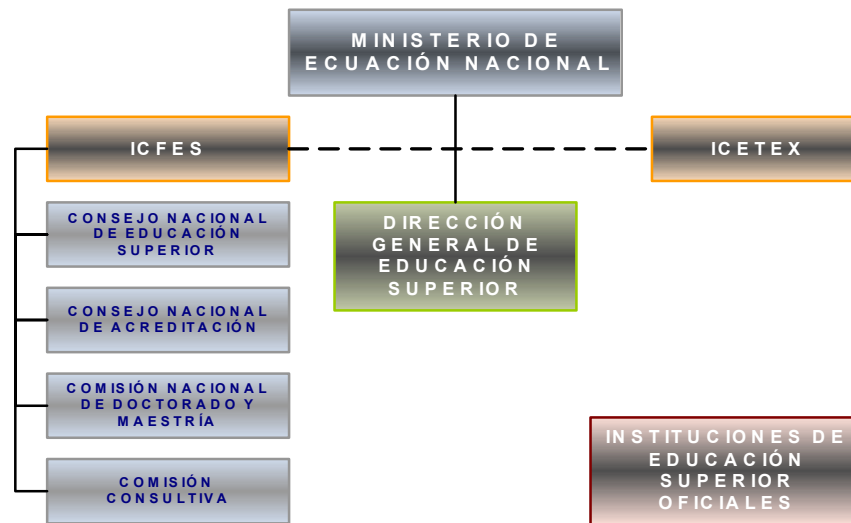 MINISTERIO DE
ECUACIÓN NACIONAL
ICFES
ICETEX
CONSEJO NACIONAL
DE EDUCACIÓN
SUPERIOR
DIRECCIÓN
GENERAL DE
EDUCACIÓN
SUPERIOR
CONSEJO NACIONAL
DE ACREDITACIÓN
COMISIÓN NACIONAL
DE DOCTORADO Y
MAESTRÍA
INSTITUCIONES DE
EDUCACIÓN
SUPERIOR
OFICIALES
COMISIÓN
CONSULTIVA